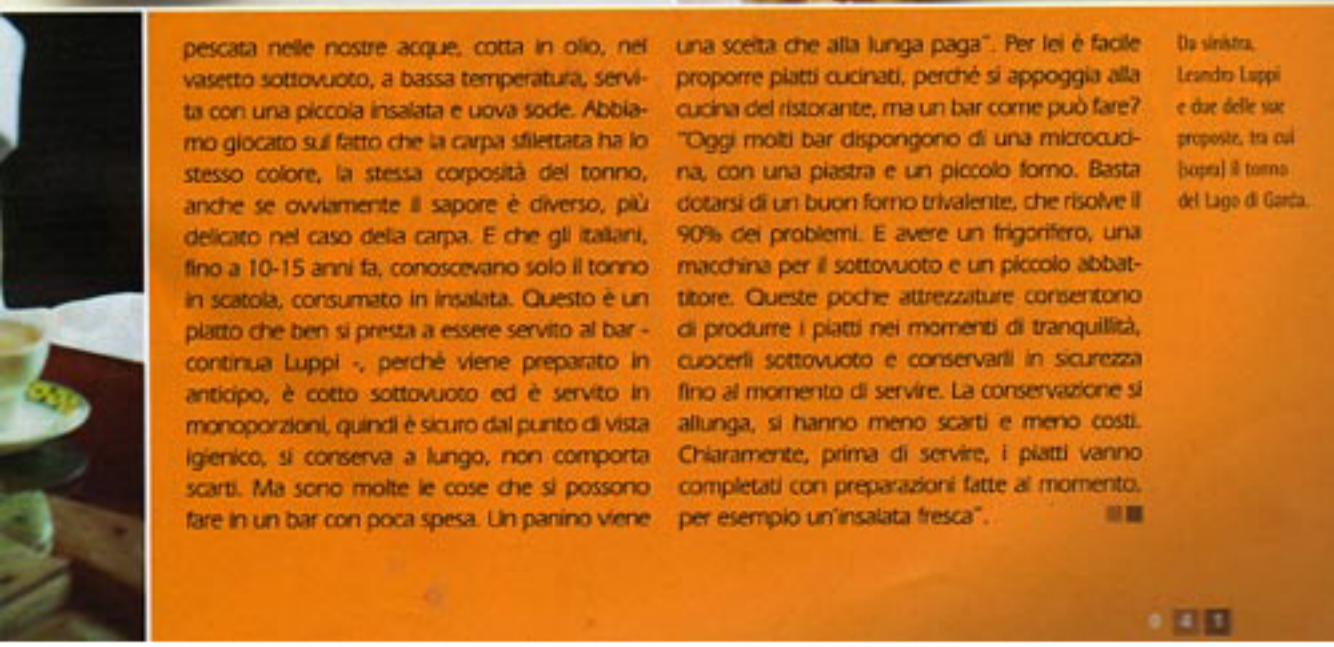 pescata nelle nostre acque, cotta in olio, nel
vasetto sottovuoto, a bassa temperatura, servi-
ta con una piccola insalata e uova sode. Abbia-
mo giocato sul fatto che la carpa sfilettata ha lo
stesso colore, la stessa corposità del tonno,
anche se ovviamente il sapore è diverso, più
delicato nel caso della carpa. E che gli italiani,
fino a 10-15 anni fa, conoscevano solo il tonno
in scatola, consumato in insalata. Questo è un
piatto che ben si presta a essere servito al bar -
continua Luppi -, perché viene preparato in
anticipo, è cotto sottovuoto ed è servito in
monoporzioni, quindi è sicuro dal punto di vista
igienico, si conserva a lungo, non comporta
scarti. Ma sono molte le cose che si possono
fare in un bar con poca spesa. Un panino viene
una scelta che alla lunga paga". Per lei è facile
proporre piatti cucinati, perché si appoggia alla
cucina del ristorante, ma un bar come può fare?
"Oggi molti bar dispongono di una microcuci-
na, con una piastra e un piccolo forno. Basta
dotarsi di un buon forno trivalente, che risolve il
90% dei problemi. E avere un frigorifero, una
macchina per il sottovuoto e un piccolo abbat-
titore. Queste poche attrezzature consentono
di produrre i piatti nei momenti di tranquillità,
cuocerli sottovuoto e conservarli in sicurezza
fino al momento di servire. La conservazione si
allunga, si hanno meno scarti e meno costi.
Chiaramente, prima di servire, i piatti vanno
completati con preparazioni fatte al momento,
per esempio un'insalata fresca".
Da sinistra,
Leandro Luppi
e due delle sue
proposte, tra cui
(sopra) il tonno
del Lago di Garda.
0 4 1